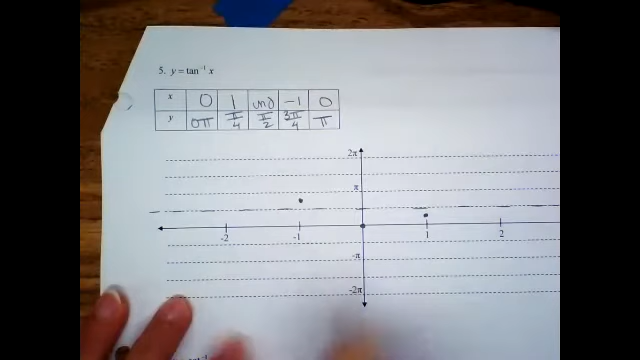 5. y = tan⁻¹ x
x 0 1 und -1 0
y 0π π/4 π/2 3π/4 π
2π
π
-2 -1 1 2
-π
-2π